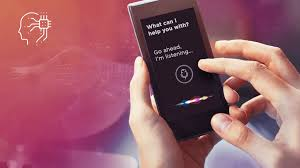 What can I
help you with?
Go ahead.
I'm listening...